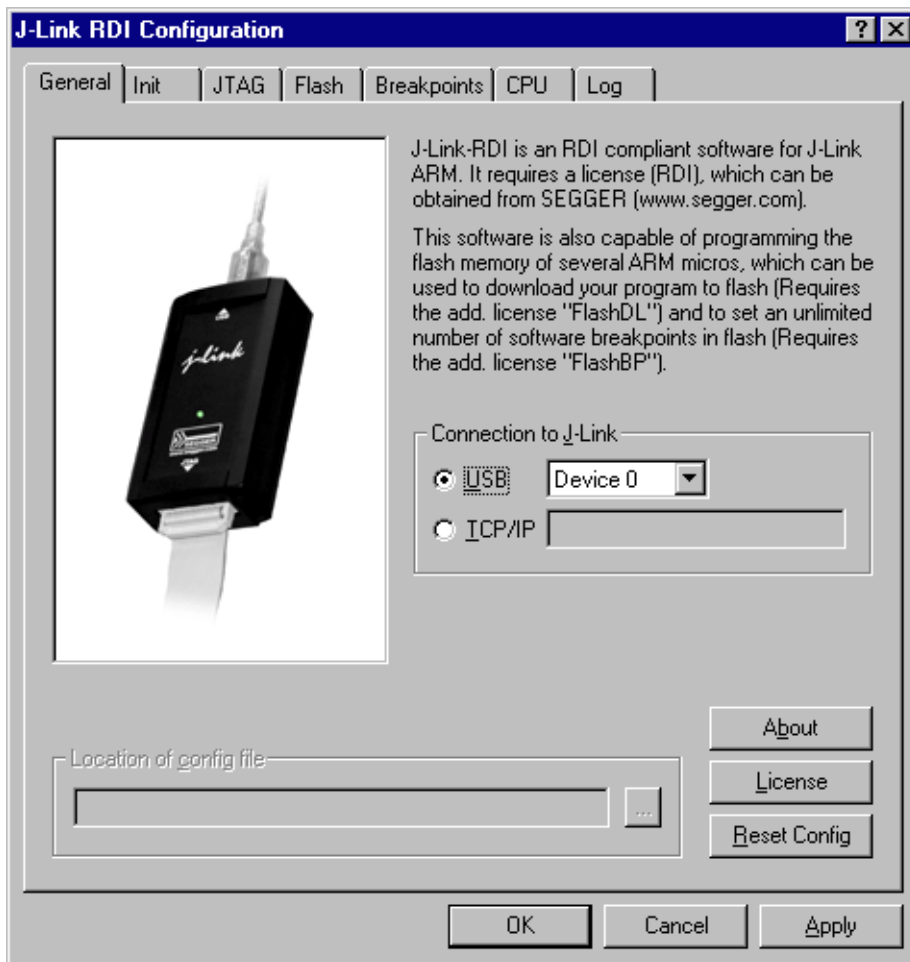 J-Link RDI Configuration
General Init JTAG Flash Breakpoints CPU Log
J-Link-RDI is an RDI compliant software for J-Link
ARM. It requires a license (RDI), which can be
obtained from SEGGER (www.segger.com).
This software is also capable of programming the
flash memory of several ARM micros, which can be
used to download your program to flash (Requires
the add. license "FlashDL") and to set an unlimited
number of software breakpoints in flash (Requires
the add. license "FlashBP").
j-link
SEGGER
Connection to J-Link
USB Device 0
TCP/IP
About
Location of config file
License
...
Reset Config
OK Cancel Apply